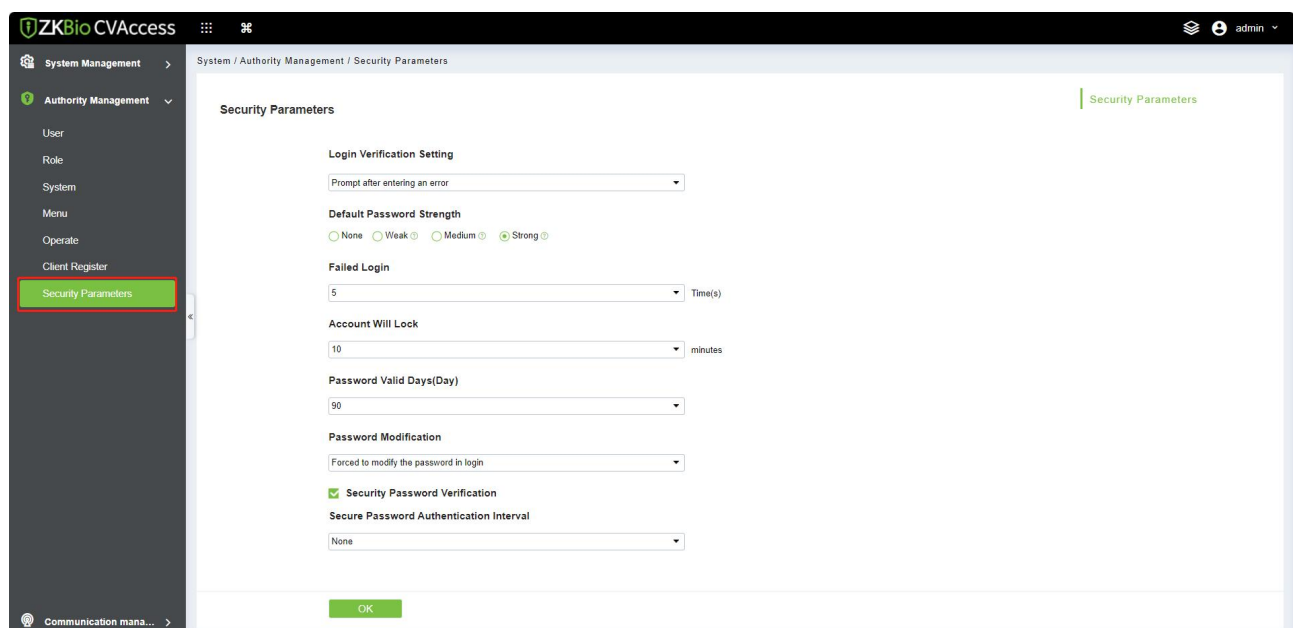 ZKBio CVAccess
admin
System Management
System / Authority Management / Security Parameters
Authority Management
User
Role
System
Menu
Operate
Client Register
Security Parameters
Communication mana...
Security Parameters
Security Parameters
Login Verification Setting
Prompt after entering an error
Default Password Strength
None Weak Medium Strong
Failed Login
5 Time(s)
Account Will Lock
10 minutes
Password Valid Days(Day)
90
Password Modification
Forced to modify the password in login
Security Password Verification
Secure Password Authentication Interval
None
OK